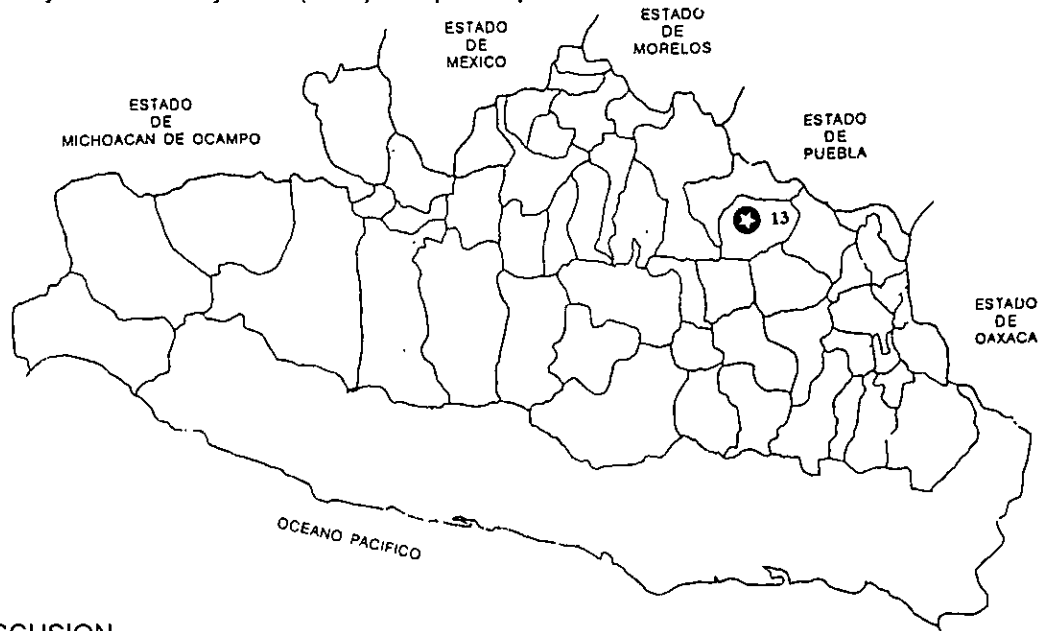 ESTADO
DE
MEXICO
ESTADO
DE
MORELOS
ESTADO
DE
MICHOACAN DE OCAMPO
ESTADO
DE
PUEBLA
13
ESTADO
DE
OAXACA
OCEANO PACIFICO